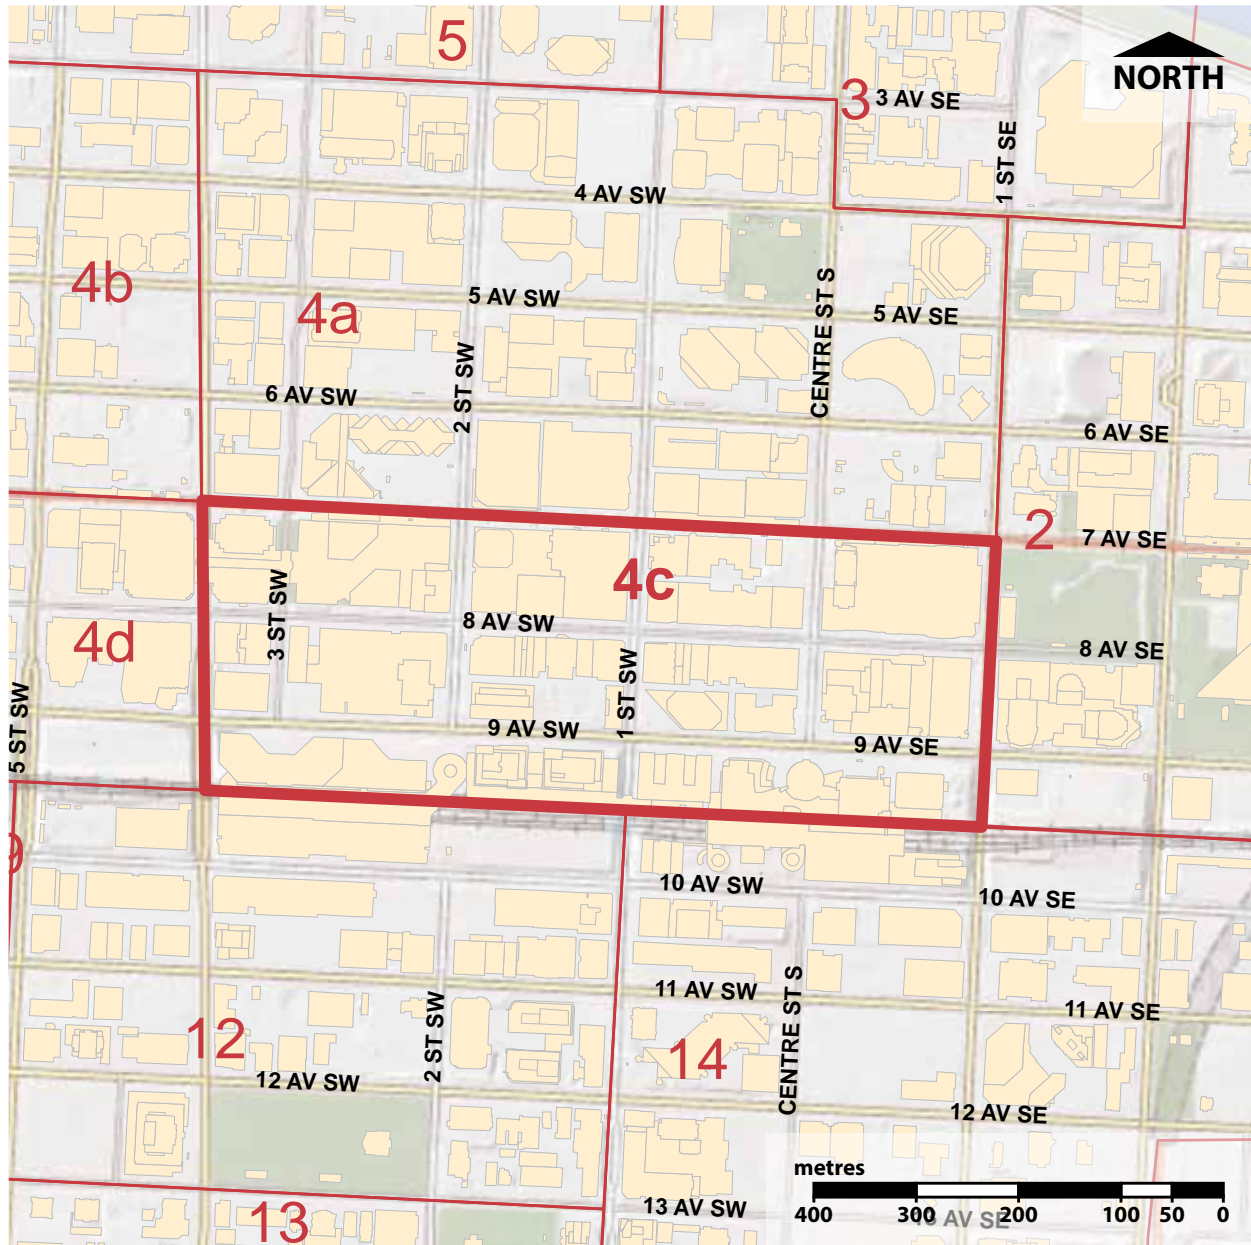 5
NORTH
3
3 AV SE
1 ST SE
4 AV SW
4b
4a
5 AV SW
CENTRE ST S
5 AV SE
2 ST SW
6 AV SW
6 AV SE
2
7 AV SE
4c
3 ST SW
8 AV SW
4d
8 AV SE
1 ST SW
5 ST SW
9 AV SW
9 AV SE
9
10 AV SW
10 AV SE
11 AV SW
CENTRE ST S
11 AV SE
2 ST SW
12
14
12 AV SW
12 AV SE
metres
13
13 AV SW
13 AV SE
400 300 200 100 50 0